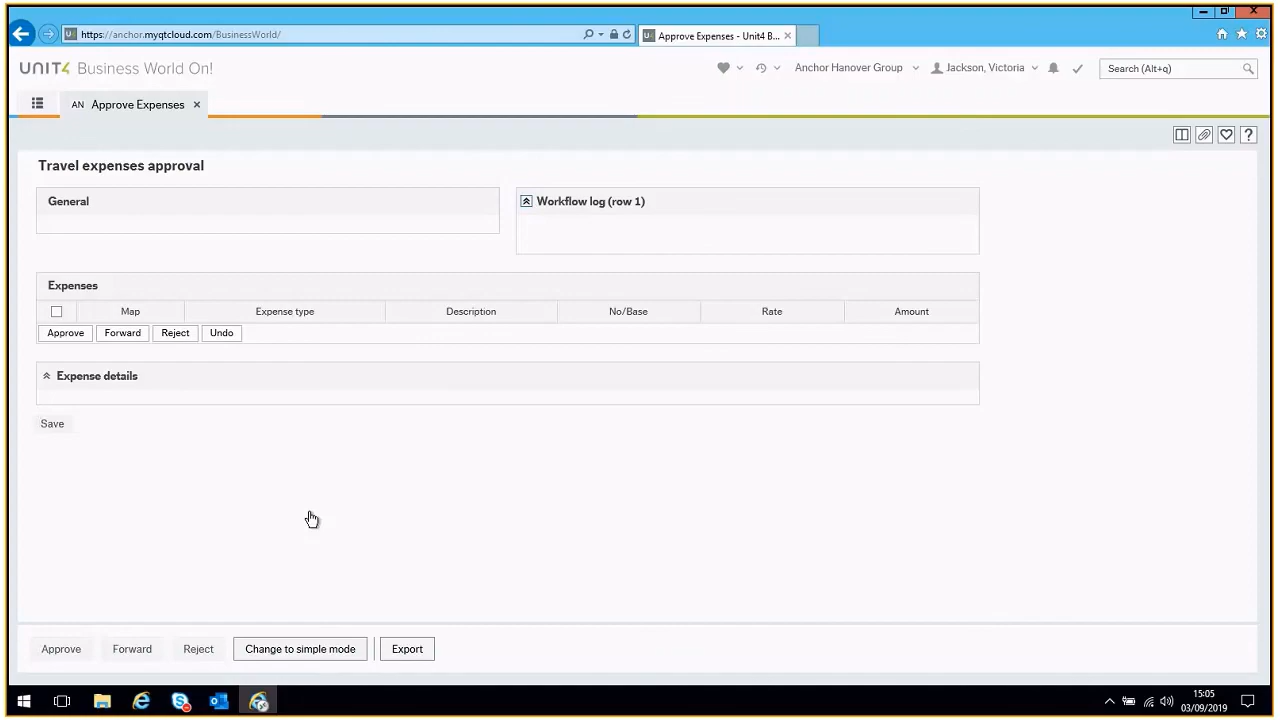 https://anchor.myqtcloud.com/BusinessWorld/
Approve Expenses - Unit4 B...
UNIT4 Business World On!
Anchor Hanover Group
Jackson, Victoria
Search (Alt+q)
AN Approve Expenses
Travel expenses approval
General
Workflow log (row 1)
Expenses
Map Expense type Description No/Base Rate Amount
Approve Forward Reject Undo
Expense details
Save
Approve Forward Reject Change to simple mode Export
15:05
03/09/2019